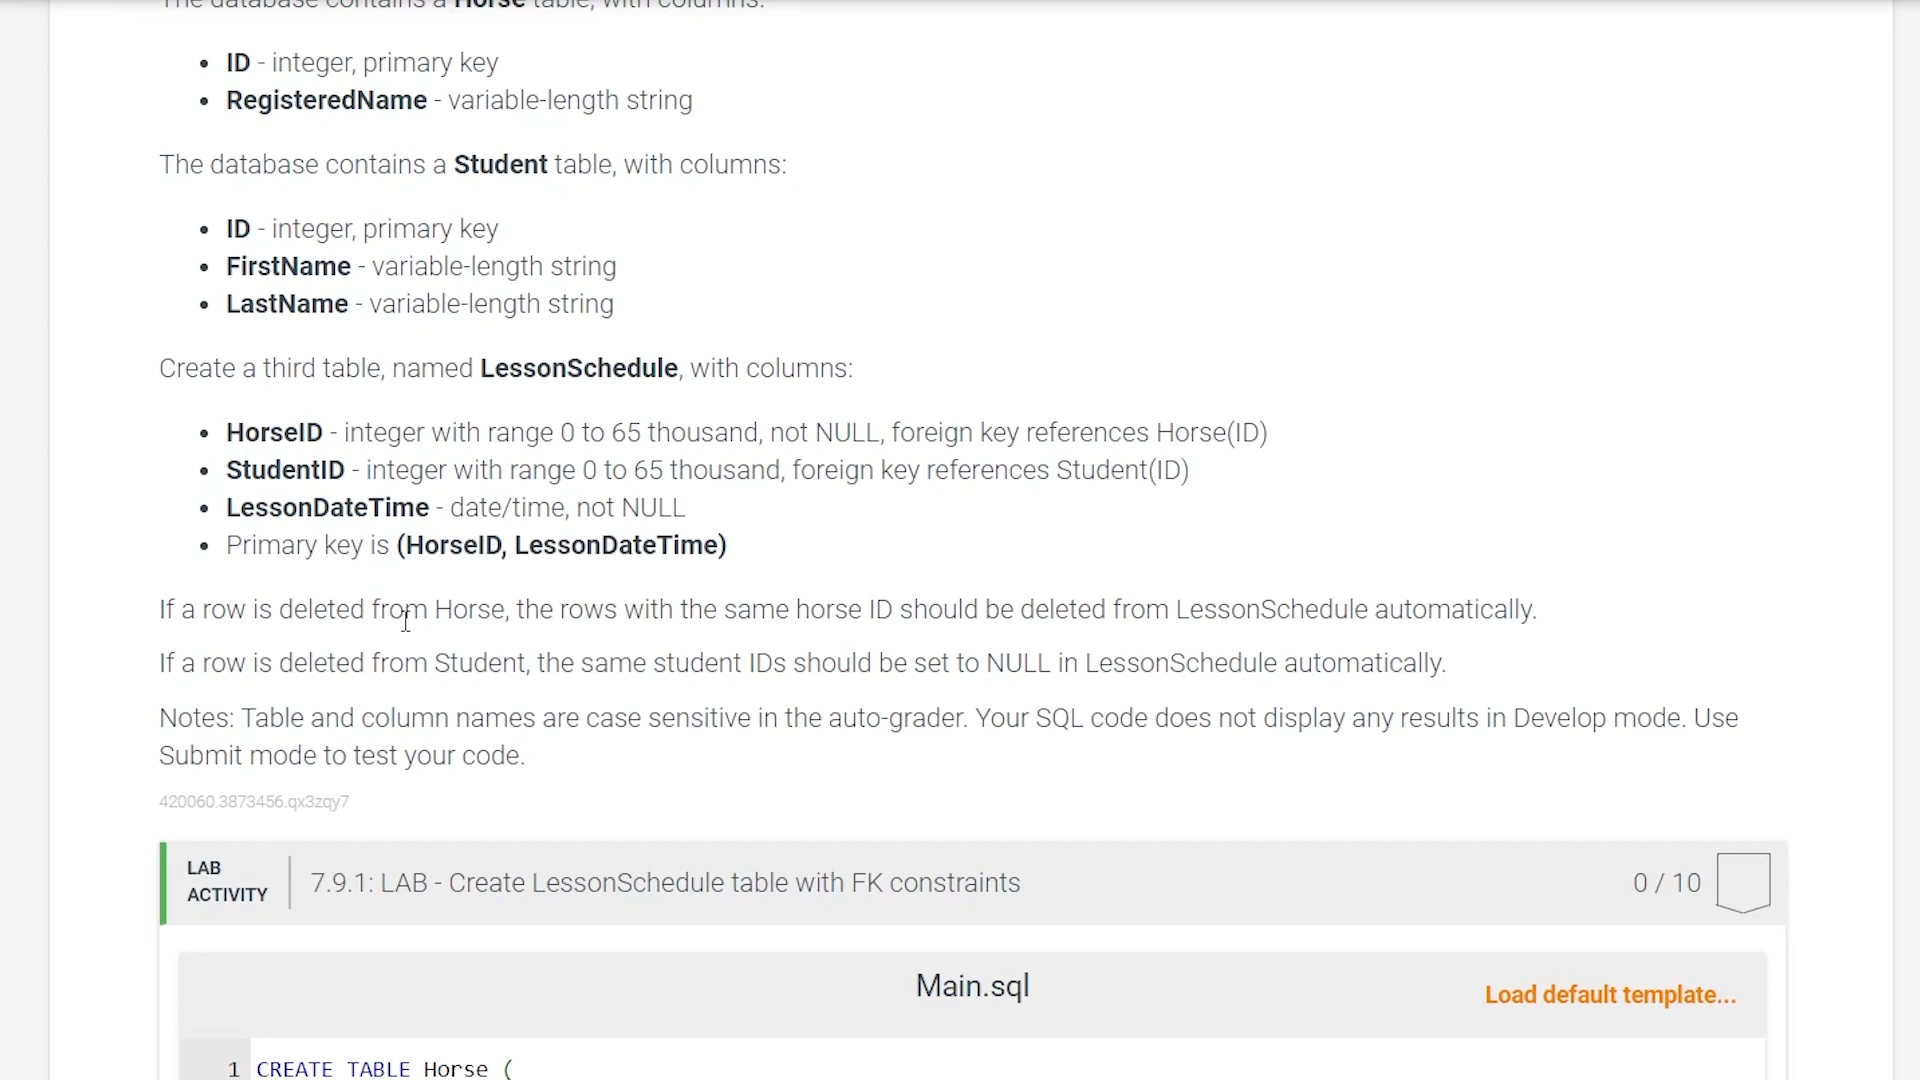 The database contains a Horse table, with columns:
ID - integer, primary key
RegisteredName - variable-length string
The database contains a Student table, with columns:
ID - integer, primary key
FirstName - variable-length string
LastName - variable-length string
Create a third table, named LessonSchedule, with columns:
HorseID - integer with range 0 to 65 thousand, not NULL, foreign key references Horse(ID)
StudentID - integer with range 0 to 65 thousand, foreign key references Student(ID)
LessonDateTime - date/time, not NULL
Primary key is (HorseID, LessonDateTime)
If a row is deleted from Horse, the rows with the same horse ID should be deleted from LessonSchedule automatically.
If a row is deleted from Student, the same student IDs should be set to NULL in LessonSchedule automatically.
Notes: Table and column names are case sensitive in the auto-grader. Your SQL code does not display any results in Develop mode. Use
Submit mode to test your code.
420060.3873456.qx3zqy7
LAB
ACTIVITY
7.9.1: LAB - Create LessonSchedule table with FK constraints
0 / 10
Main.sql
Load default template...
1 CREATE TABLE Horse (